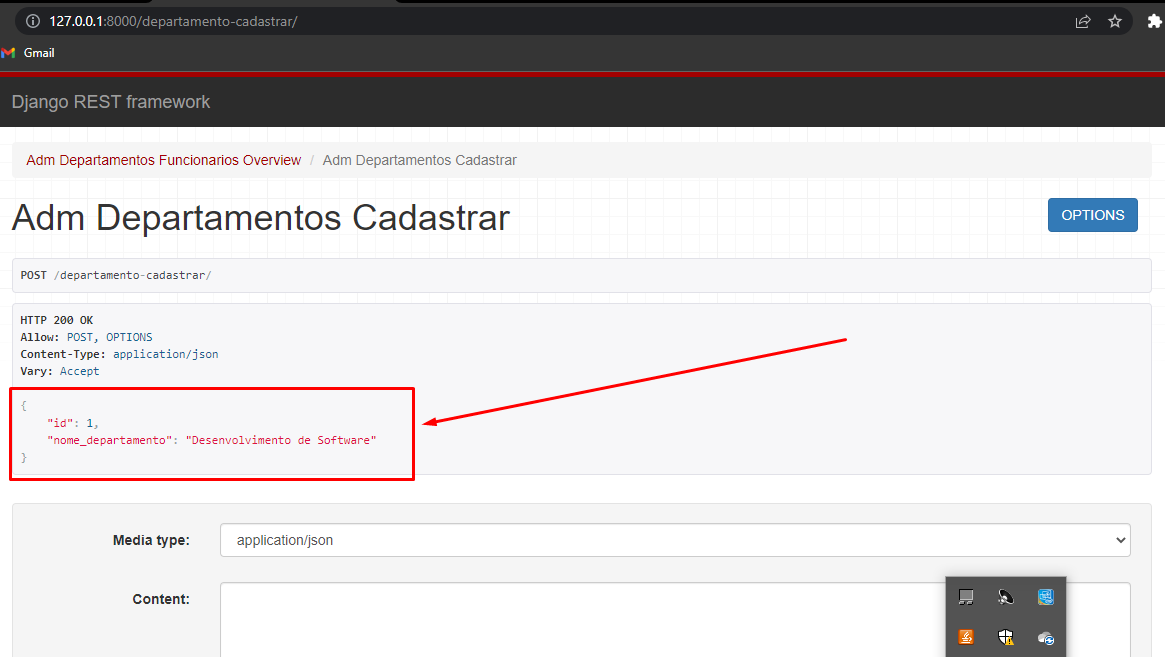 127.0.0.1:8000/departamento-cadastrar/
Gmail
Django REST framework
Adm Departamentos Funcionarios Overview / Adm Departamentos Cadastrar
Adm Departamentos Cadastrar
OPTIONS
POST /departamento-cadastrar/
HTTP 200 OK
Allow: POST, OPTIONS
Content-Type: application/json
Vary: Accept
{
"id": 1,
"nome_departamento": "Desenvolvimento de Software"
}
Media type:
application/json
Content: